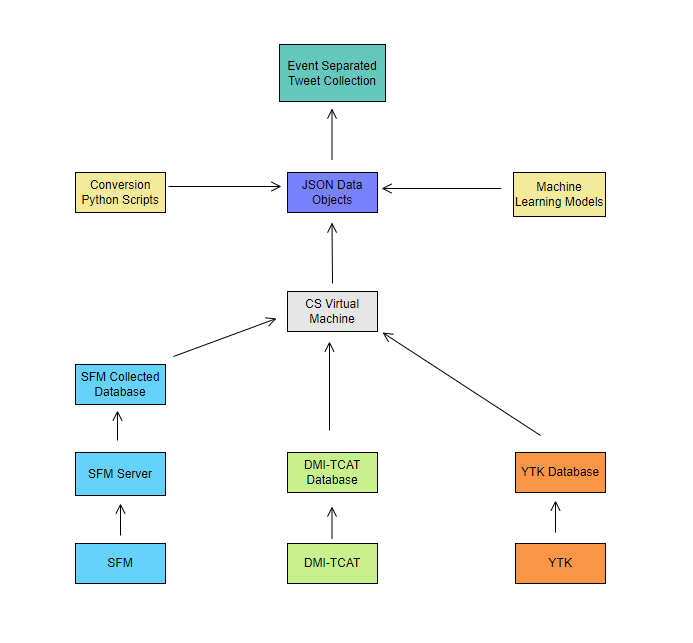 Event Separated
Tweet Collection
Conversion
Python Scripts
JSON Data
Objects
Machine
Learning Models
CS Virtual
Machine
SFM Collected
Database
SFM Server
DMI-TCAT
Database
YTK Database
SFM
DMI-TCAT
YTK